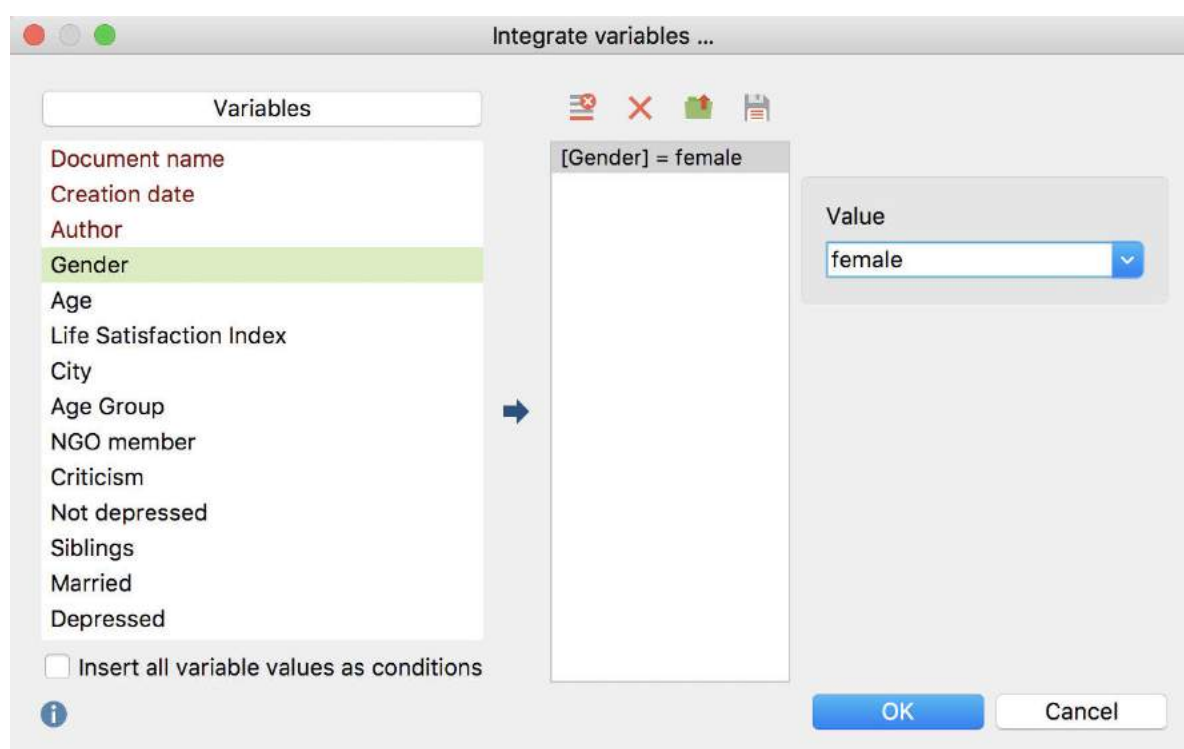 Integrate variables ...
Variables
Document name
Creation date
Author
Gender
Age
Life Satisfaction Index
City
Age Group
NGO member
Criticism
Not depressed
Siblings
Married
Depressed
Insert all variable values as conditions
[Gender] = female
Value
female
OK
Cancel